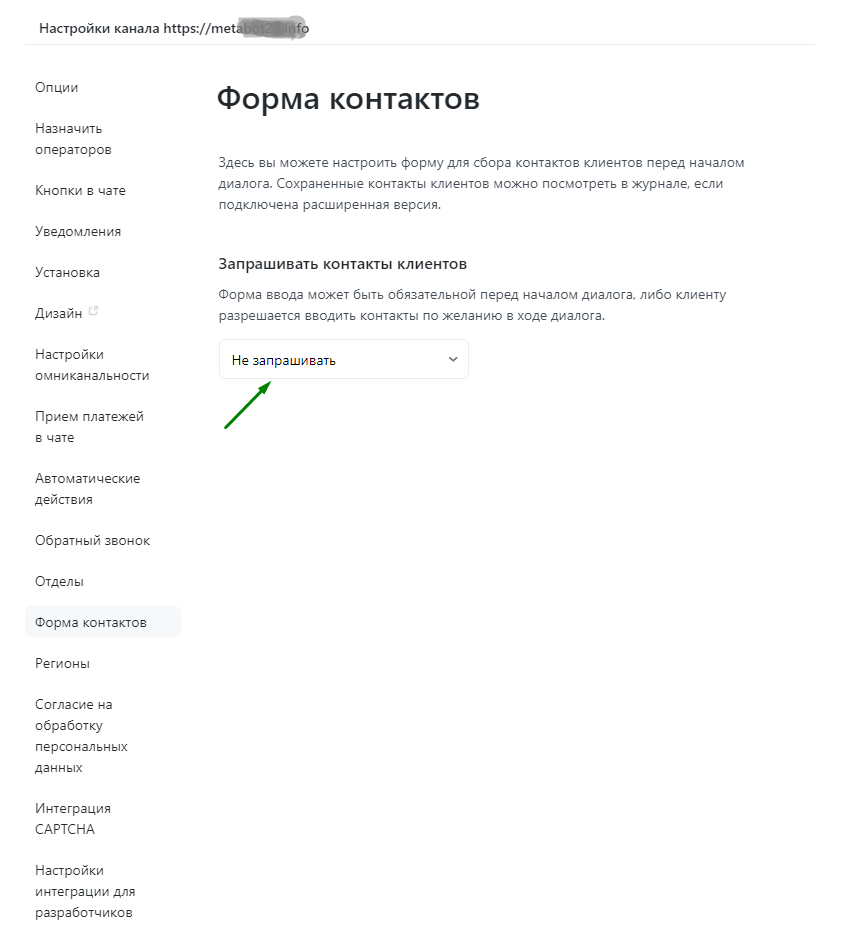 Настройки канала
Опции
Назначить
операторов
Кнопки в чате
Уведомления
Установка
Дизайн
Настройки
омниканальности
Прием платежей
в чате
Автоматические
действия
Обратный звонок
Отделы
Форма контактов
Регионы
Согласие на
обработку
персональных
данных
Интеграция
CAPTCHA
Настройки
интеграции для
разработчиков
Форма контактов
Здесь вы можете настроить форму для сбора контактов клиентов перед началом
диалога. Сохраненные контакты клиентов можно посмотреть в журнале, если
подключена расширенная версия.
Запрашивать контакты клиентов
Форма ввода может быть обязательной перед началом диалога, либо клиенту
разрешается вводить контакты по желанию в ходе диалога.
Не запрашивать